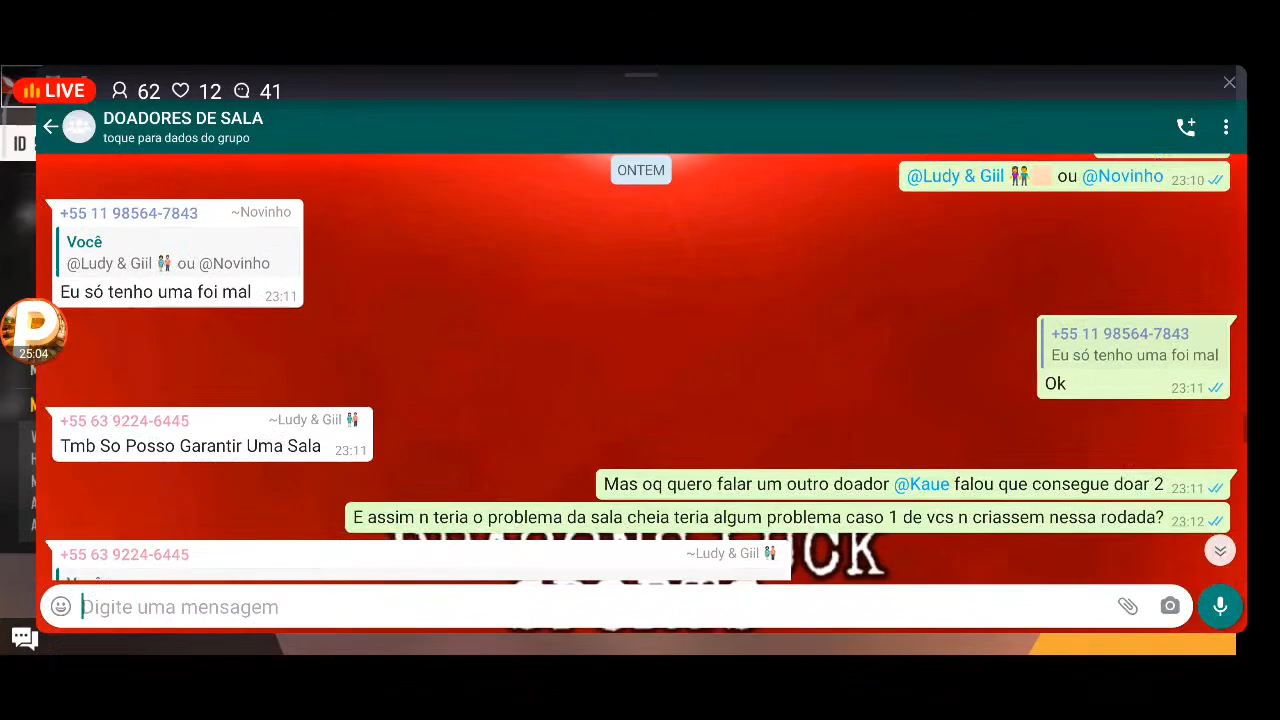 LIVE 62 12 41
DOADORES DE SALA
toque para dados do grupo
ID
ONTEM
@Ludy & Giil 👭🏻 ou @Novinho 23:10
+55 11 98564-7843 ~Novinho
Você
@Ludy & Giil 👫 ou @Novinho
Eu só tenho uma foi mal 23:11
P
25:04
+55 11 98564-7843
Eu só tenho uma foi mal
Ok 23:11
+55 63 9224-6445 ~Ludy & Giil 👫
Tmb So Posso Garantir Uma Sala 23:11
Mas oq quero falar um outro doador @Kaue falou que consegue doar 2 23:11
E assim n teria o problema da sala cheia teria algum problema caso 1 de vcs n criassem nessa rodada? 23:12
+55 63 9224-6445 ~Ludy & Giil 👫
Digite uma mensagem